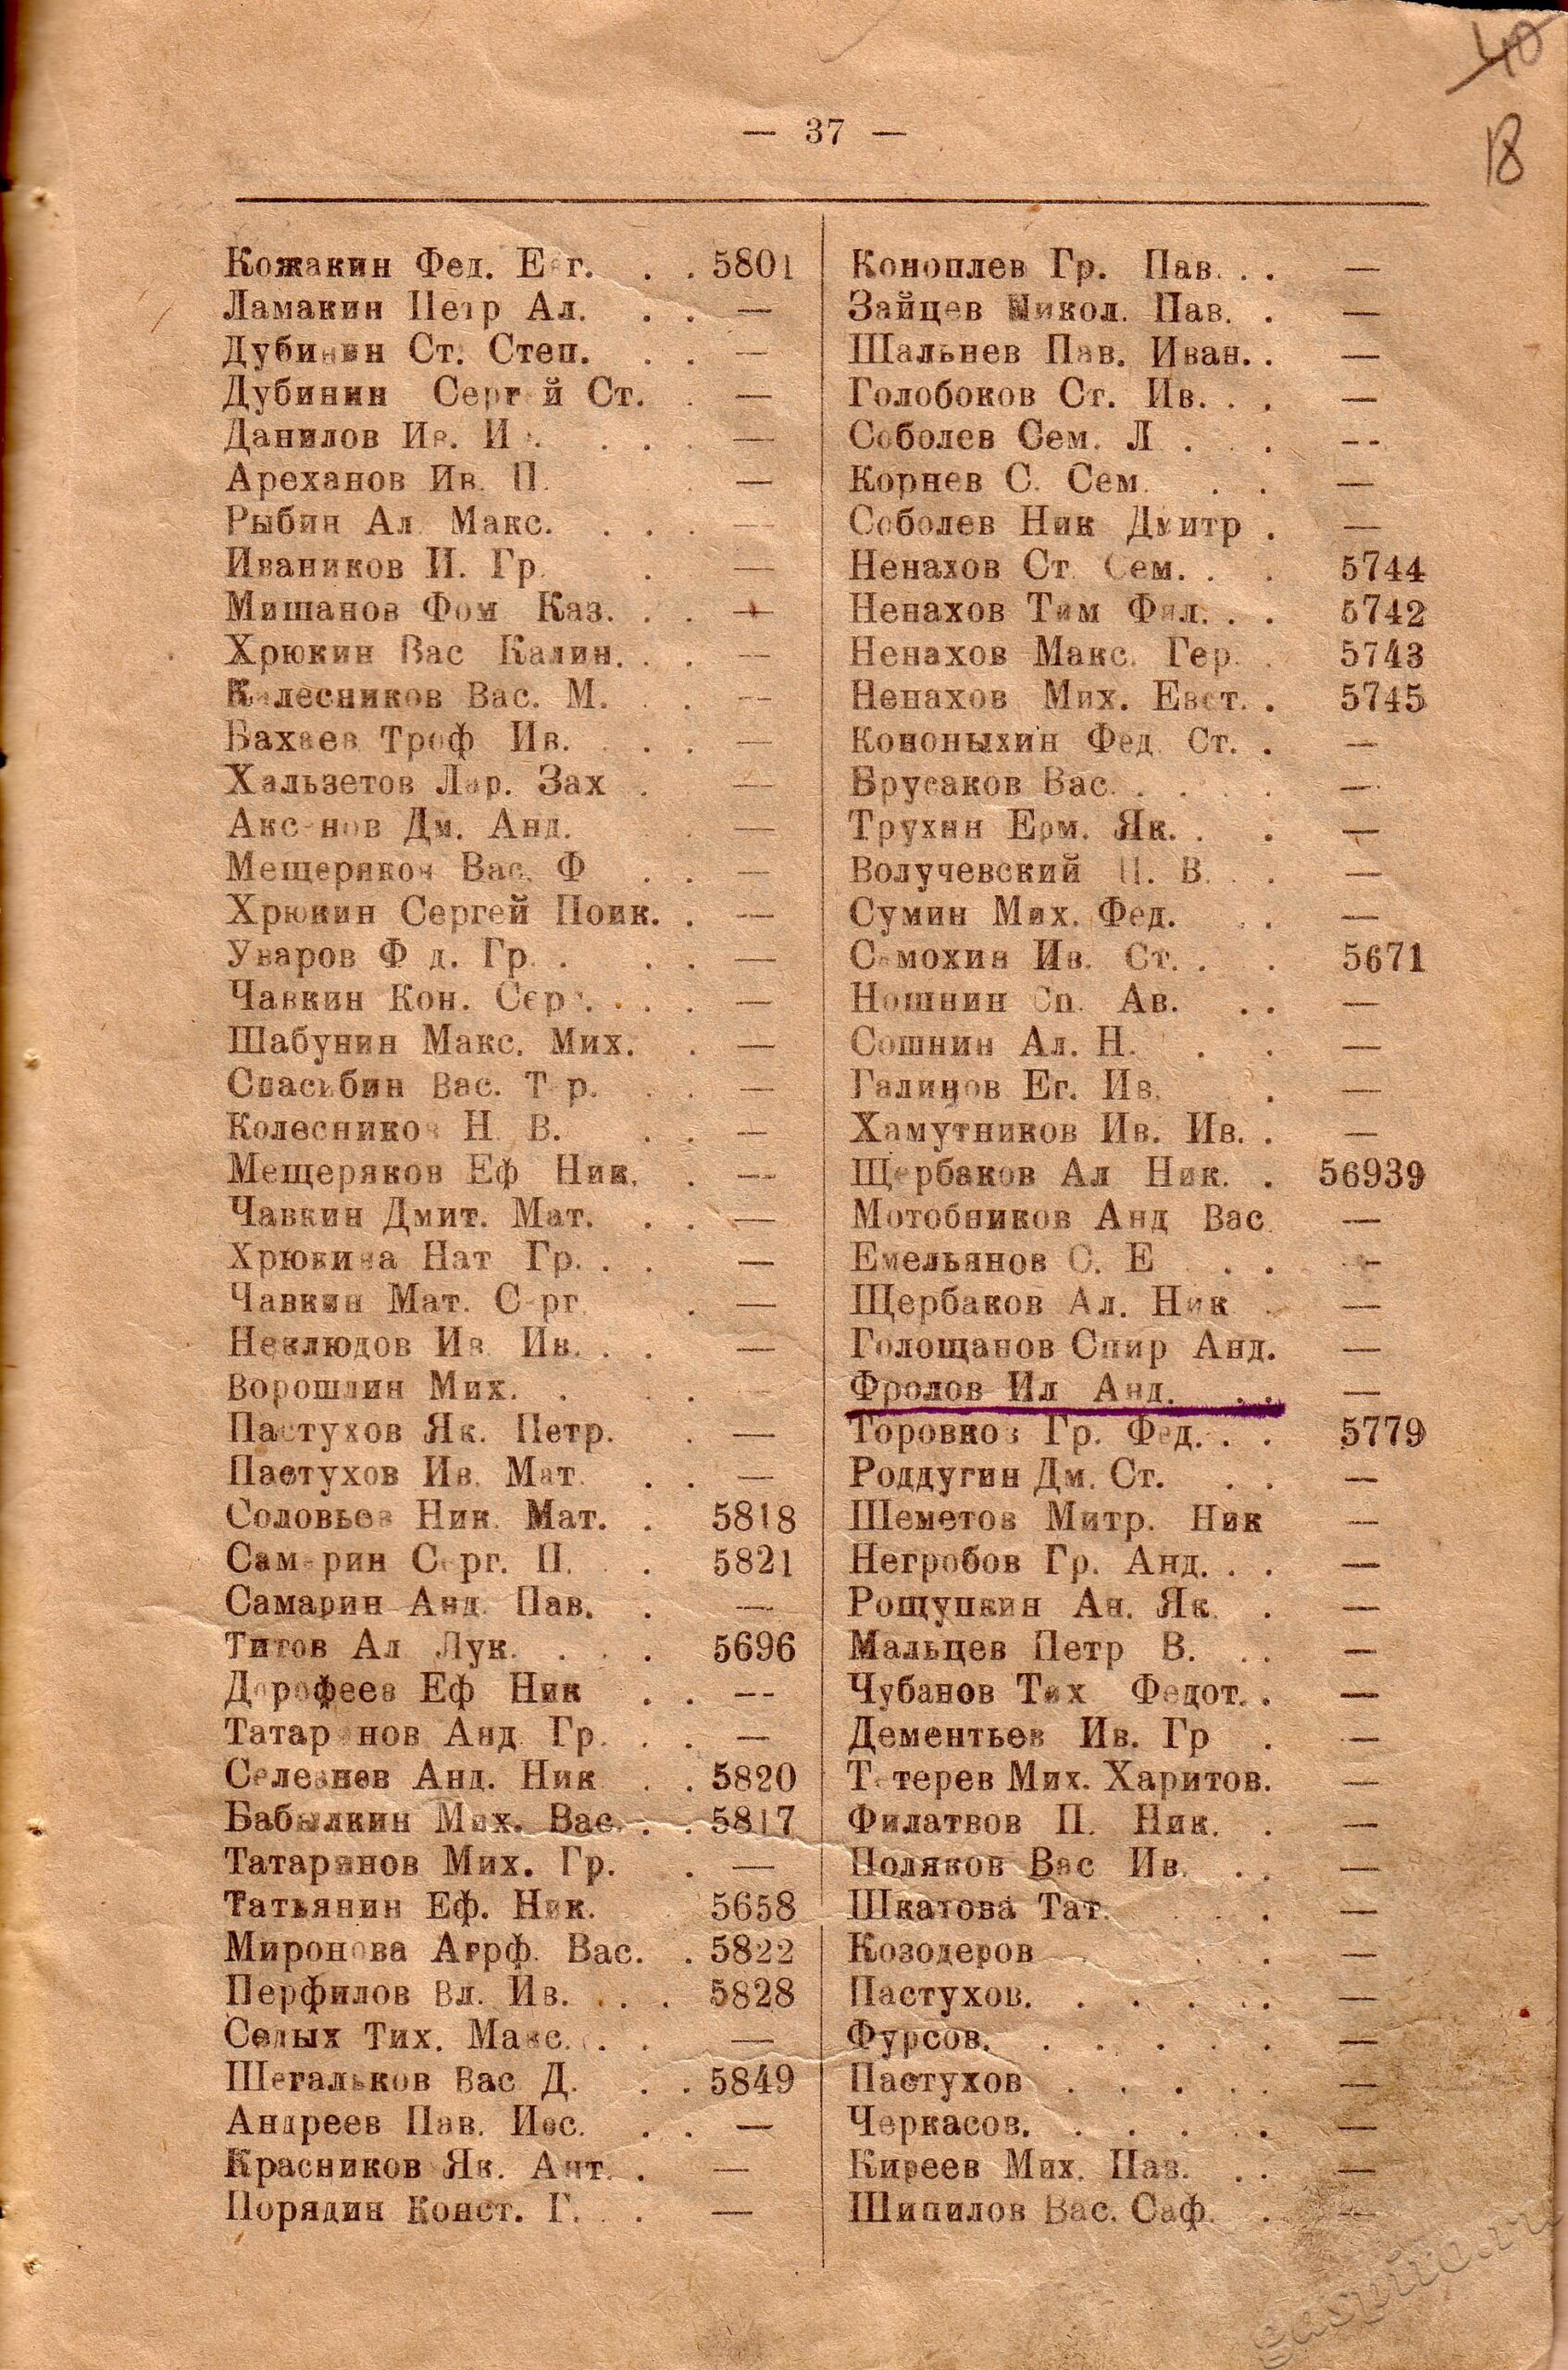 40
18
— 37 —
Кожакин Фед. Евг. . . 5801
Ламакин Петр Ал. . . —
Дубинин Ст. Степ. . . —
Дубинин Сергей Ст. . —
Данилов Ив. И . . . —
Ареханов Ив. П. —
Рыбин Ал. Макс. . . . —
Иваников И. Гр. . —
Мишанов Фом Каз. . . —
Хрюкин Вас Калин. . . —
Колесников Вас. М. . . —
Бахаев Троф Ив. . . . —
Хальзетов Лар. Зах . —
Аксенов Дм. Анд. —
Мещеряков Вас. Ф . . —
Хрюкин Сергей Поик. . —
Уваров Фед. Гр. . . . —
Чавкин Кон. Сер. . . . —
Шабунин Макс. Мих. . —
Спасьбин Вас. Тер. . . —
Колесников Н. В. . . —
Мещеряков Еф Ник. . —
Чавкин Дмит. Мат. . . —
Хрюкина Нат Гр. . . —
Чавкин Мат. Серг. . —
Неклюдов Ив. Ив. . . —
Ворошлин Мих. . . . —
Пастухов Як. Петр. . —
Пастухов Ив. Мат. . . —
Соловьев Ник. Мат. . 5818
Самарин Серг. П. . . 5821
Самарин Анд. Пав. . —
Титов Ал Лук. . . . 5696
Дорофеев Еф Ник . . —
Татаринов Анд Гр. . . —
Селезнев Анд. Ник . . 5820
Бабылкин Мих. Вас. . . 5817
Татаринов Мих. Гр. . —
Татьянин Еф. Ник. 5658
Миронова Агрф. Вас. . 5822
Перфилов Вл. Ив. . . . 5828
Седых Тих. Макс. . . —
Шегальков Вас Д. . . 5849
Андреев Пав. Иос. . . —
Красников Як. Ант. . —
Порядин Конст. Г. . . —
Коноплев Гр. Пав. . . —
Зайцев Никол. Пав. . —
Шальнев Пав. Иван. . —
Голобоков Ст. Ив. . . —
Соболев Сем. Л . . —
Корнев С. Сем. . . —
Соболев Ник Дмитр . —
Ненахов Ст. Сем. . . 5744
Ненахов Тим Фил. . . 5742
Ненахов Макс. Гер. . 5743
Ненахов Мих. Евст. . 5745
Кононыхин Фед. Ст. . —
Брусаков Вас. . . . . —
Трухин Ерм. Як. . . —
Волучевский П. В. . . —
Сумин Мих. Фед. . . —
Самохин Ив. Ст. . . 5671
Ношнин Сп. Ав. . . —
Сошнин Ал. Н. . . —
Галицов Ег. Ив. . —
Хамутников Ив. Ив. . —
Щербаков Ал Ник. . 56939
Мотобников Анд Вас. —
Емельянов С. Е . . —
Щербаков Ал. Ник . —
Голощанов Спир Анд. —
Фролов Ил Анд. . . —
Торовков Гр. Фед. . . 5779
Роддугин Дм. Ст. . . —
Шеметов Митр. Ник —
Негробов Гр. Анд. . . —
Рощупкин Ан. Як. . —
Мальцев Петр В. . . —
Чубанов Тих Федот. . —
Дементьев Ив. Гр . —
Тетерев Мих. Харитов. —
Филатвов П. Ник. . —
Поляков Вас Ив. . . —
Шкатова Тат. . . . —
Козодеров . . —
Пастухов. . . . . . —
Фурсов. . . . . . —
Пастухов . . . . . —
Черкасов. . . . . . —
Киреев Мих. Пав. . . —
Шипилов Вас. Саф. . —
gaspito.ru